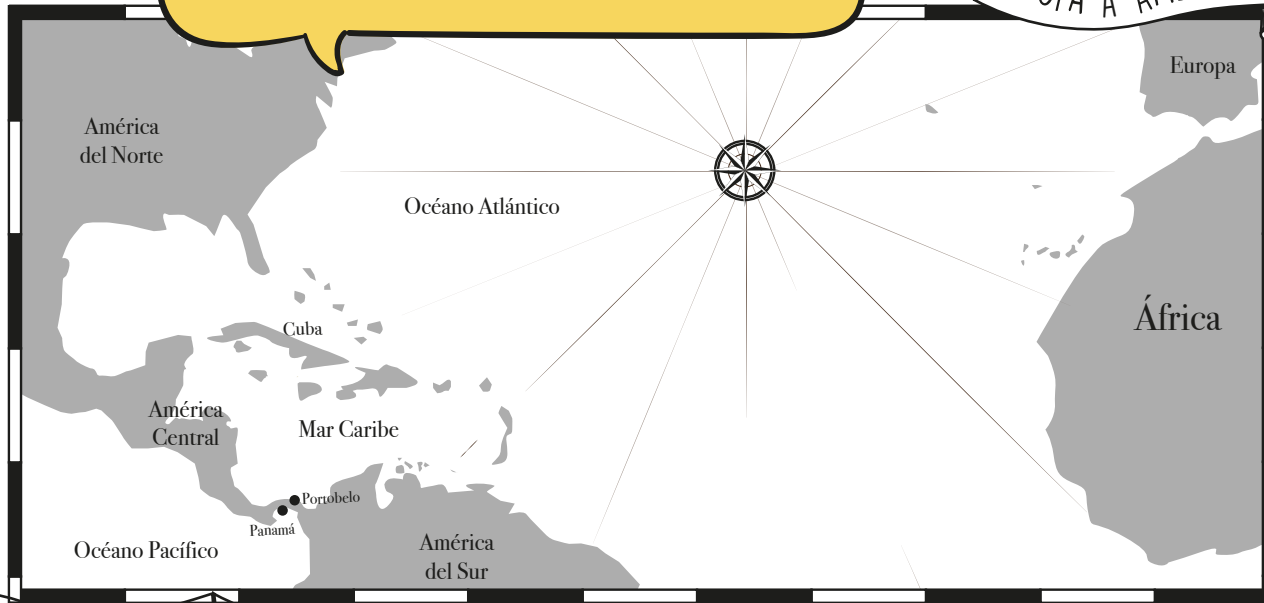 Europa
América
del Norte
Océano Atlántico
África
Cuba
América
Central
Mar Caribe
Portobelo
Panamá
Océano Pacífico
América
del Sur